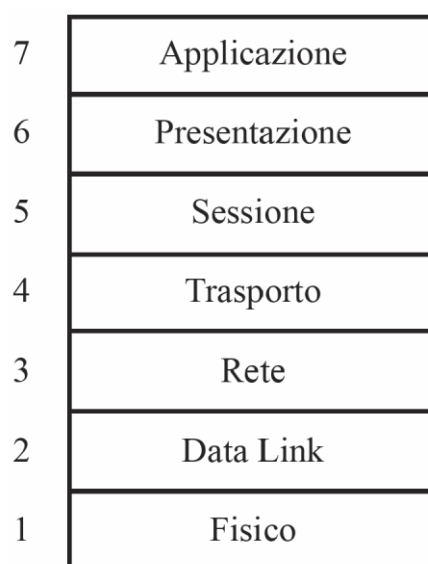 7 Applicazione
6 Presentazione
5 Sessione
4 Trasporto
3 Rete
2 Data Link
1 Fisico